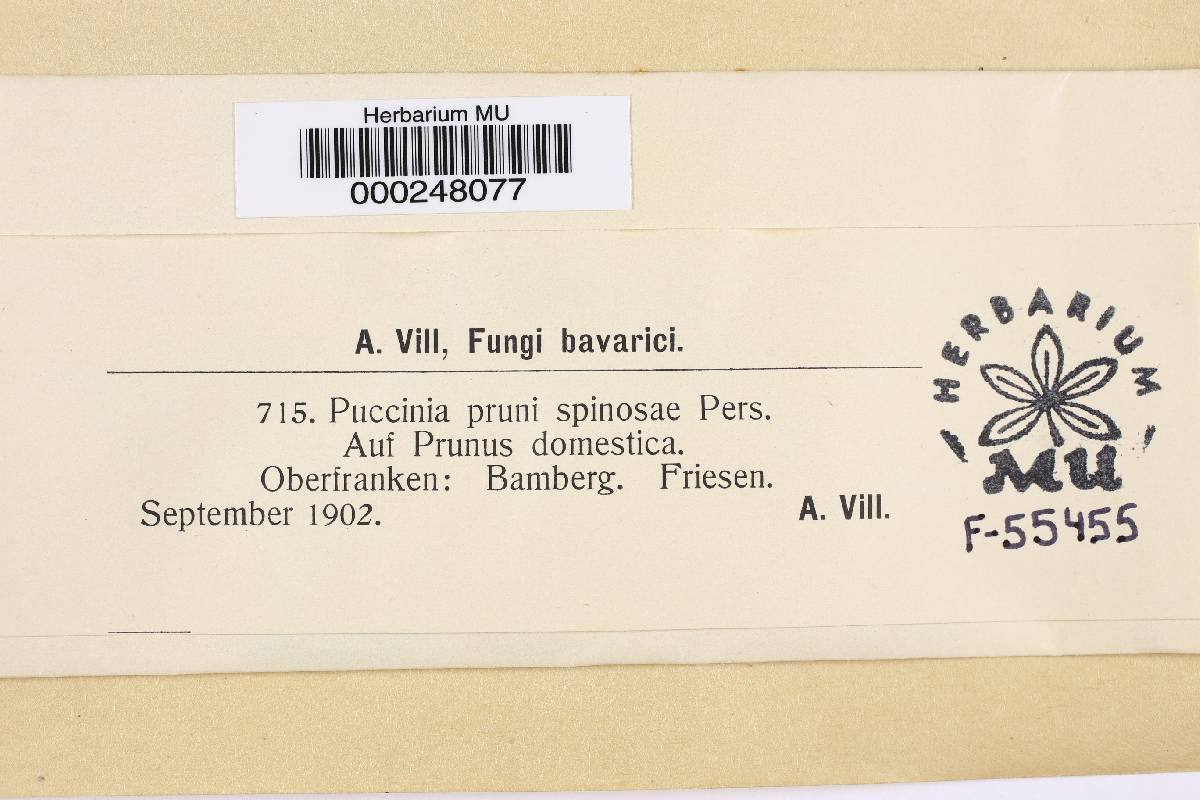 Herbarium MU
000248077
A. Vill, Fungi bavarici.
715. Puccinia pruni spinosae Pers.
Auf Prunus domestica.
Oberfranken: Bamberg. Friesen.
September 1902.
A. Vill.
HERBARIUM
MU
F-55455